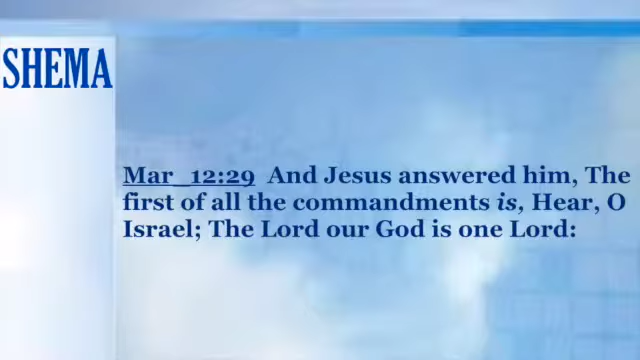 SHEMA
Mar_12:29 And Jesus answered him, The
first of all the commandments is, Hear, O
Israel; The Lord our God is one Lord: